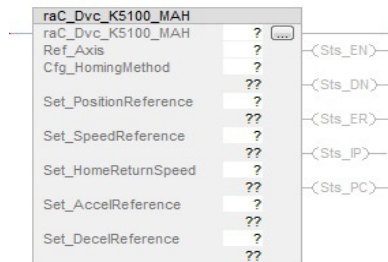 raC_Dvc_K5100_MAH
raC_Dvc_K5100_MAH ? ...
Ref_Axis ? (Sts_EN)
Cfg_HomingMethod ?
?? (Sts_DN)
Set_PositionReference ?
?? (Sts_ER)
Set_SpeedReference ?
?? (Sts_IP)
Set_HomeReturnSpeed ?
?? (Sts_PC)
Set_AccelReference ?
??
Set_DecelReference ?
??